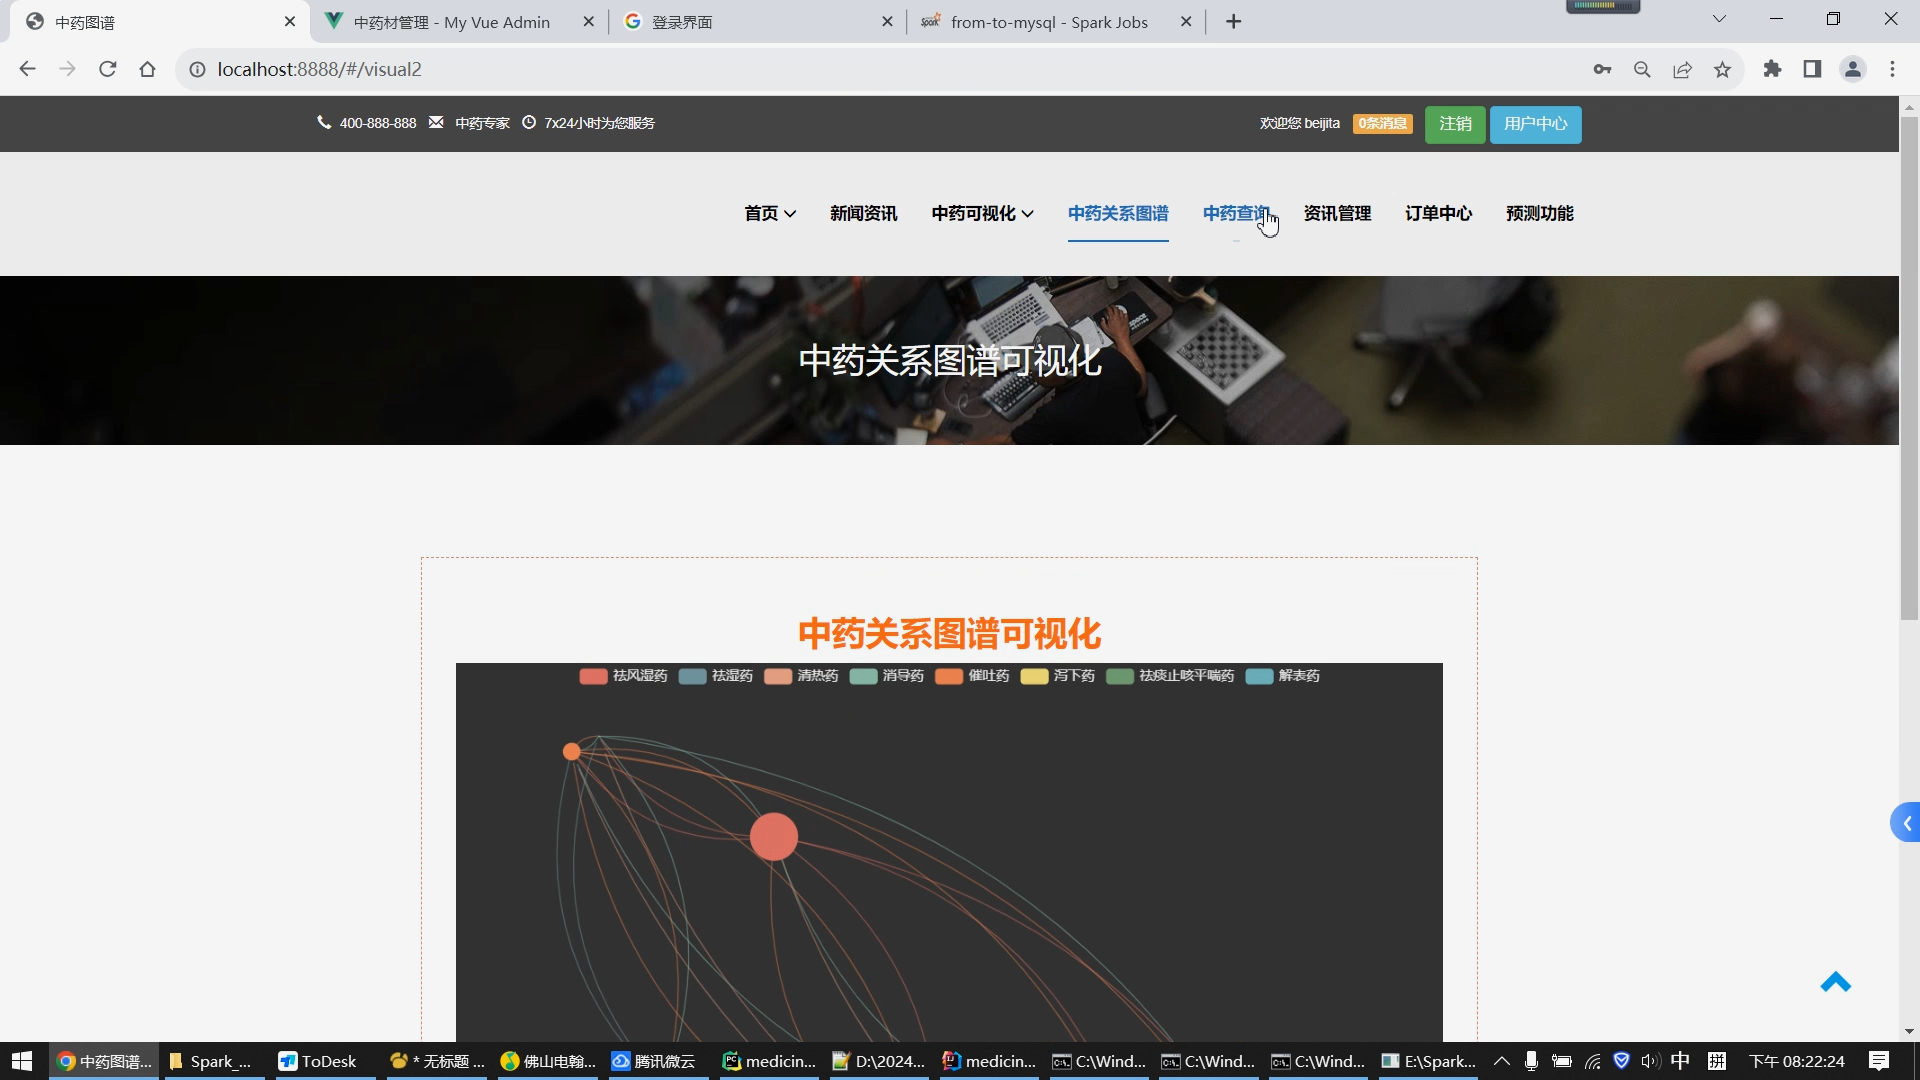 中药图谱
中药材管理 - My Vue Admin
登录界面
from-to-mysql - Spark Jobs
localhost:8888/#/visual2
400-888-888 中药专家 7x24小时为您服务
欢迎您 beijita 0条消息 注销 用户中心
首页 新闻资讯 中药可视化 中药关系图谱 中药查询 资讯管理 订单中心 预测功能
中药关系图谱可视化
中药关系图谱可视化
祛风湿药 祛湿药 清热药 消导药 催吐药 泻下药 祛痰止咳平喘药 解表药
中药图谱... Spark_... ToDesk * 无标题 ... 佛山电翰... 腾讯微云 medicin... D:\2024... medicin... C:\Wind... C:\Wind... C:\Wind... E:\Spark... 中 拼 下午 08:22:24